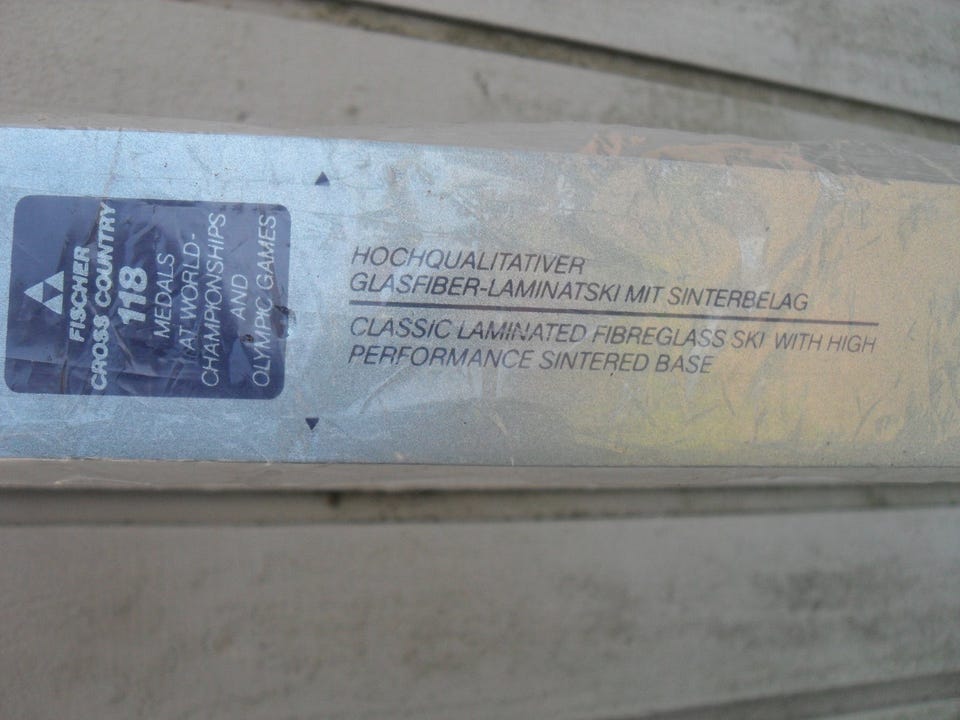 FISCHER
CROSS COUNTRY
118
MEDALS
AT WORLD-
CHAMPIONSHIPS
AND
OLYMPIC GAMES
HOCHQUALITATIVER
GLASFIBER-LAMINATSKI MIT SINTERBELAG
CLASSIC LAMINATED FIBREGLASS SKI WITH HIGH
PERFORMANCE SINTERED BASE